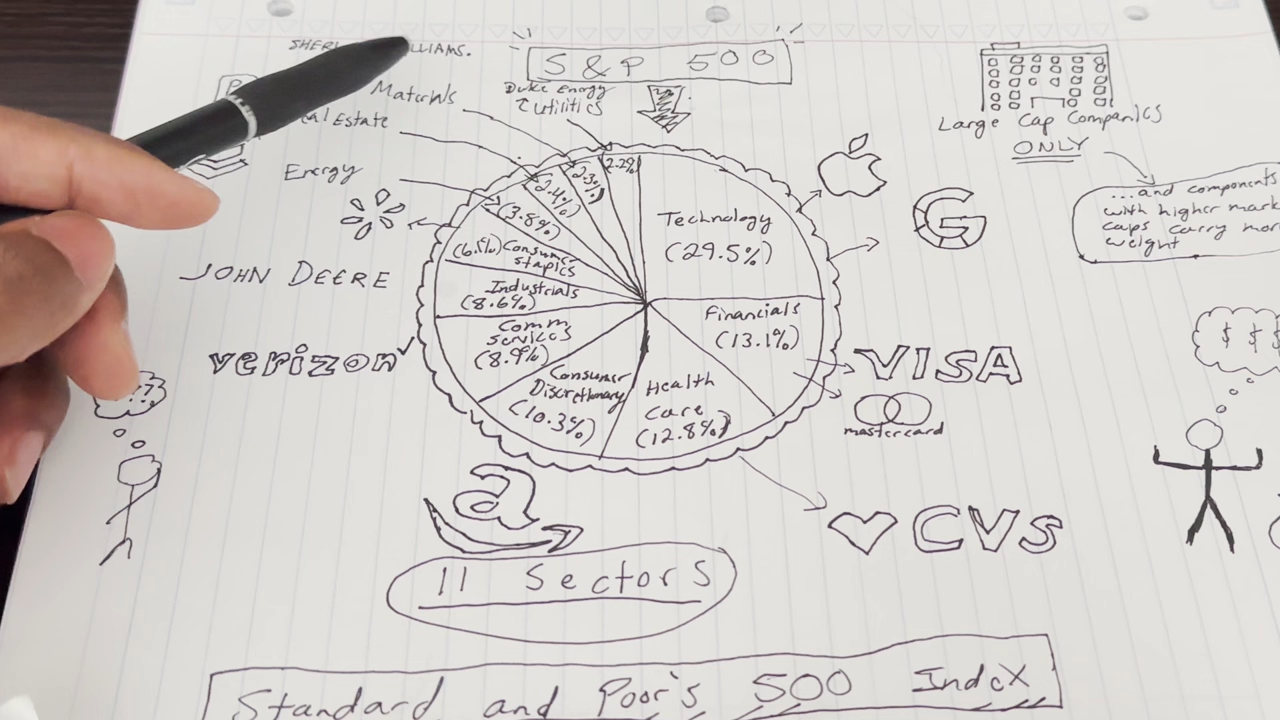 S & P 500
WILLIAMS.
Duke Energy
Utilities
Materials
Estate
Energy
Large Cap Companies
ONLY
...and components
with higher
caps carry
weight
2.2%
2.3%
(2.4%)
(3.8%)
Technology
(29.5%)
G
(6.5%) Consumer
staples
JOHN DEERE
Industrials
(8.6%)
Financials
(13.1%)
Comm
services
(8.9%)
verizon✓
VISA
mastercard
Consumer
Discretionary
(10.3%)
Health
Care
(12.8%)
$ $ $
a
CVS
11 Sectors
Standard and Poor's 500 Index